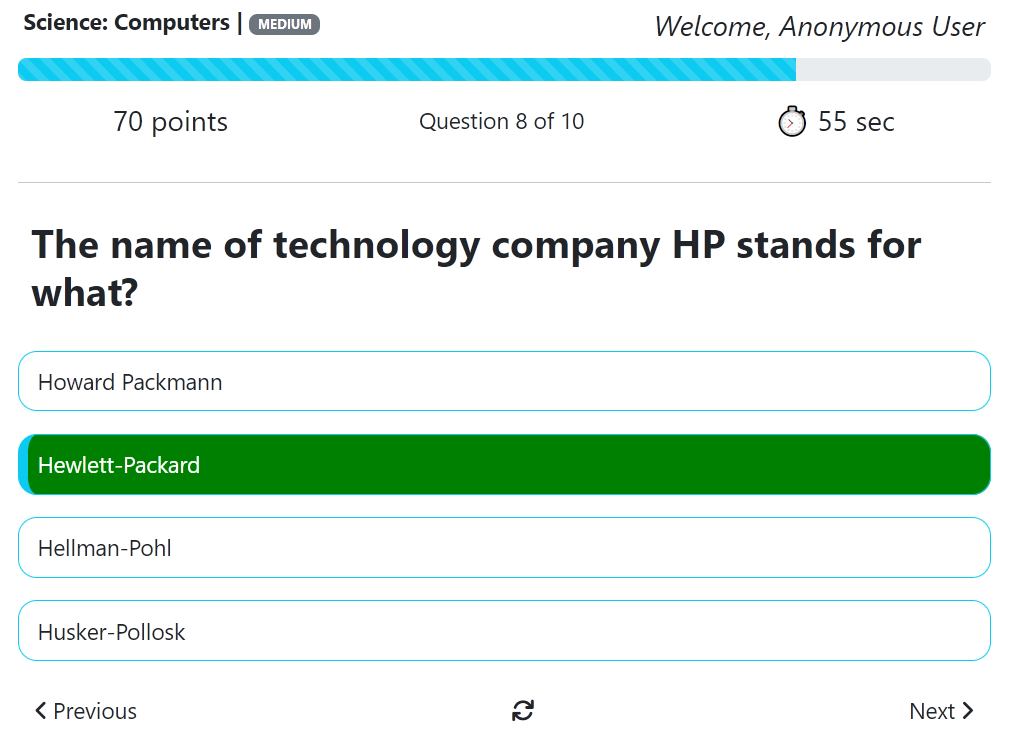 Science: Computers | MEDIUM
Welcome, Anonymous User
70 points
Question 8 of 10
55 sec
The name of technology company HP stands for
what?
Howard Packmann
Hewlett-Packard
Hellman-Pohl
Husker-Pollosk
Previous
Next